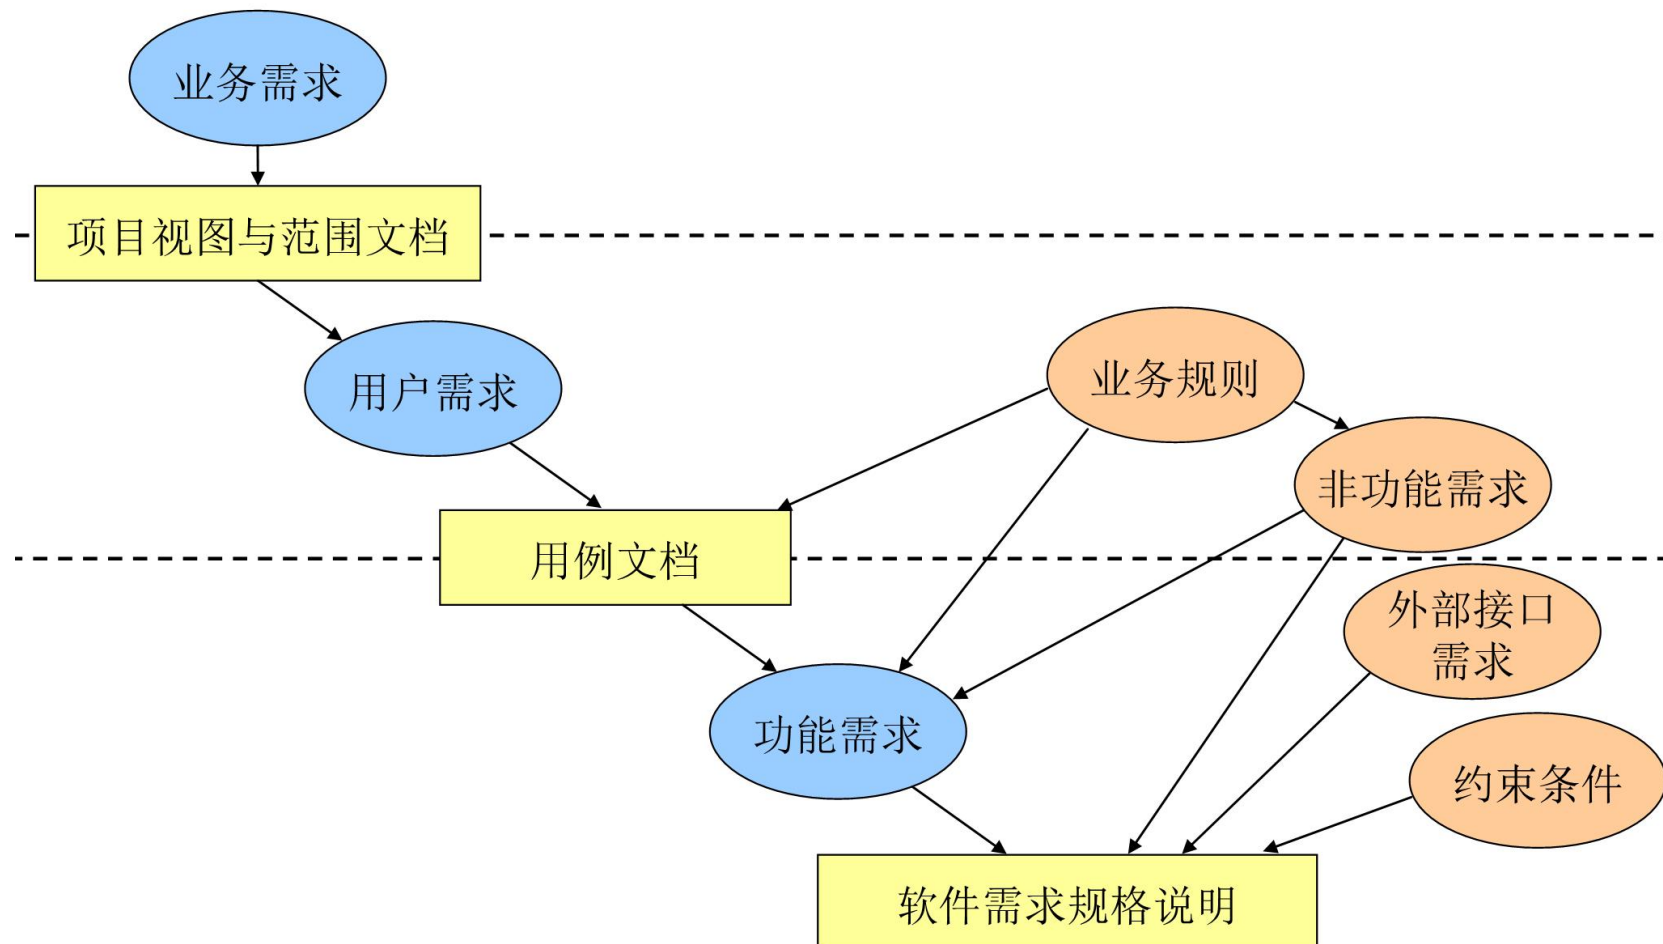 业务需求
项目视图与范围文档
用户需求
业务规则
非功能需求
用例文档
外部接口
需求
功能需求
约束条件
软件需求规格说明